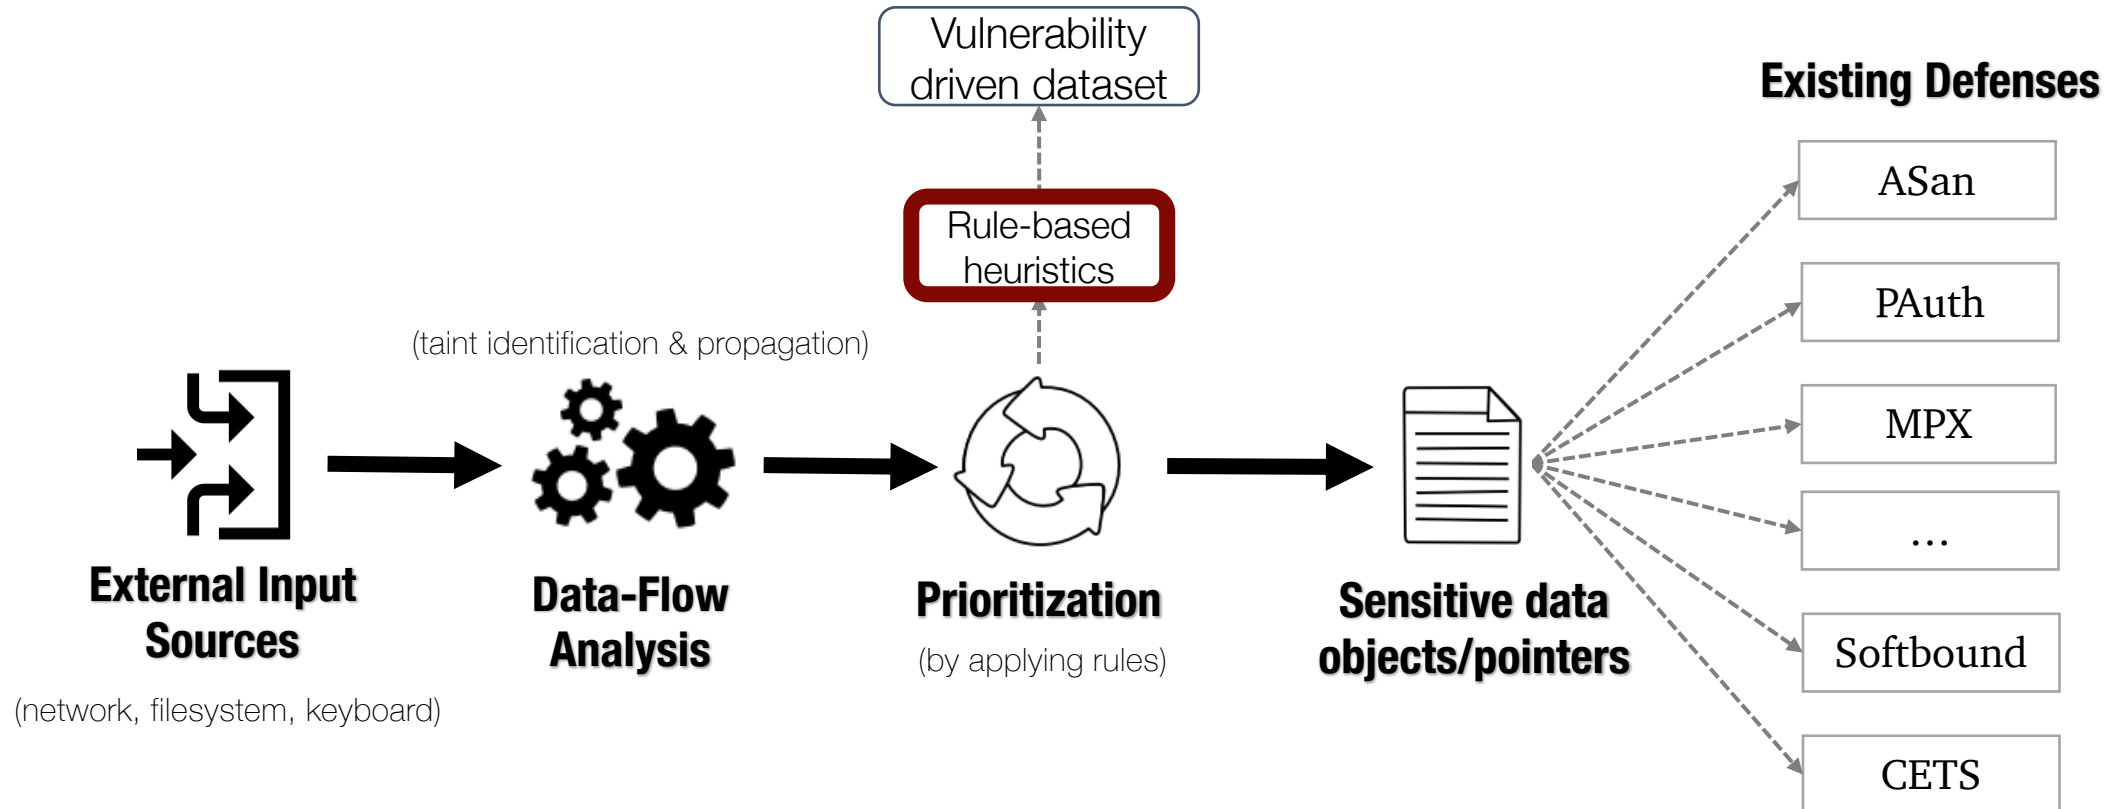 Vulnerability
driven dataset
Existing Defenses
Rule-based
heuristics
(taint identification & propagation)
External Input
Sources
(network, filesystem, keyboard)
Data-Flow
Analysis
Prioritization
(by applying rules)
Sensitive data
objects/pointers
ASan
PAuth
MPX
...
Softbound
CETS